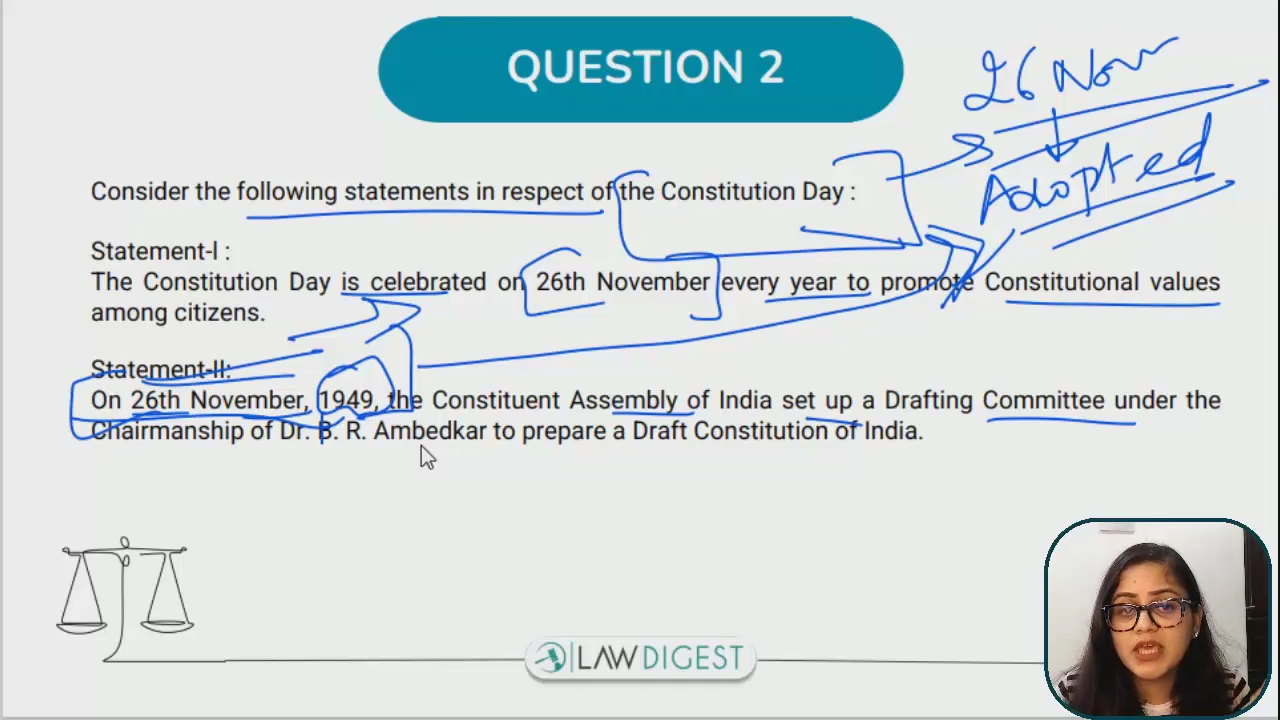 QUESTION 2
26 Nov
Adopted
Consider the following statements in respect of the Constitution Day :
Statement-I :
The Constitution Day is celebrated on 26th November every year to promote Constitutional values
among citizens.
Statement-II:
On 26th November, 1949, the Constituent Assembly of India set up a Drafting Committee under the
Chairmanship of Dr. B. R. Ambedkar to prepare a Draft Constitution of India.
LAW DIGEST